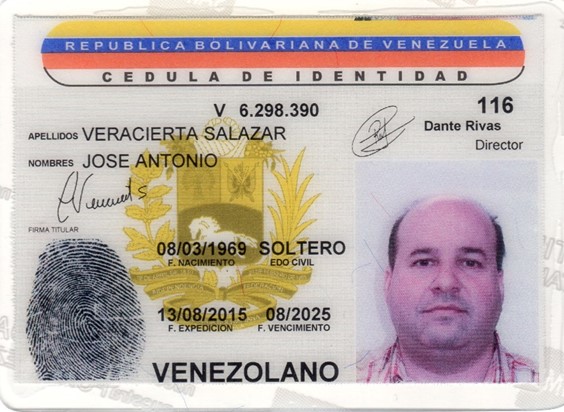 REPUBLICA BOLIVARIANA DE VENEZUELA
CEDULA DE IDENTIDAD
V 6.298.390
116
APELLIDOS VERACIERTA SALAZAR
Dante Rivas
Director
NOMBRES JOSE ANTONIO
FIRMA TITULAR
08/03/1969 SOLTERO
F. NACIMIENTO EDO CIVIL
13/08/2015 08/2025
F. EXPEDICION F. VENCIMIENTO
VENEZOLANO